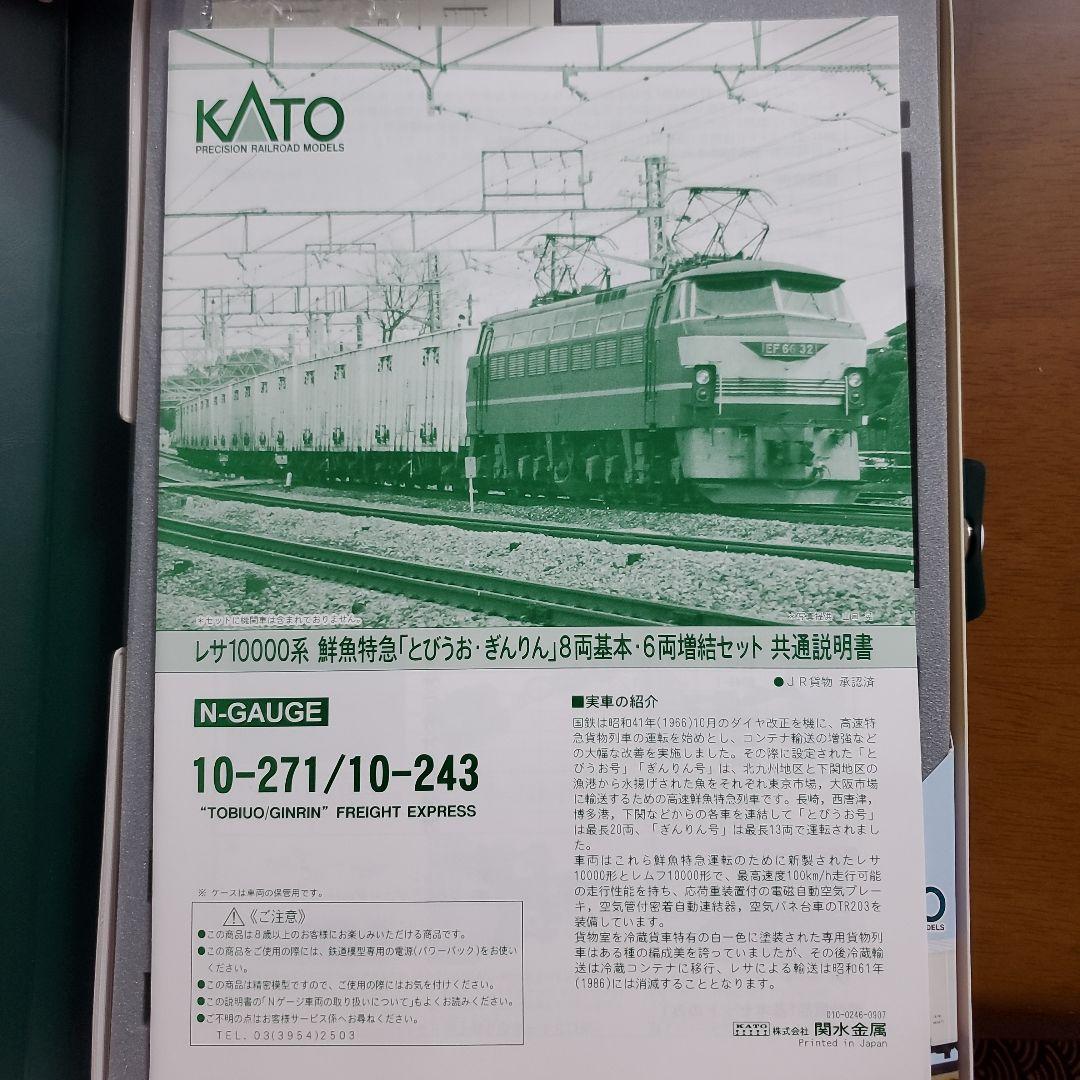 KATO
PRECISION RAILROAD MODELS
EF66 32
*セットに機関車は含まれておりません。
レサ10000系 鮮魚特急「とびうお・ぎんりん」8両基本・6両増結セット 共通説明書
●JR貨物 承認済
N-GAUGE
10-271/10-243
"TOBIUO/GINRIN" FREIGHT EXPRESS
※ ケースは車両の保管用です。
《ご注意》
●この商品は8歳以上のお客様にお楽しみいただける商品です。
●この商品をご使用の際には、鉄道模型専用の電源(パワーパック)をお使い
ください。
●この商品は精密模型ですので、ご使用の際にはお気を付けください。
●この説明書の「Nゲージ車両の取り扱いについて」もよくお読みください。
●ご不明の点はお客様サービス係へお尋ねください。
TEL. 03(3954)2503
■実車の紹介
国鉄は昭和41年(1966)10月のダイヤ改正を機に、高速特
急貨物列車の運転を始めとし、コンテナ輸送の増強など
の大幅な改善を実施しました。その際に設定された「と
びうお号」「ぎんりん号」は、北九州地区と下関地区の
漁港から水揚げされた魚をそれぞれ東京市場，大阪市場
に輸送するための高速鮮魚特急列車です。長崎，西唐津，
博多港，下関などからの各車を連結して「とびうお号」
は最長20両、「ぎんりん号」は最長13両で運転されまし
た。
車両はこれら鮮魚特急運転のために新製されたレサ
10000形とレムフ10000形で、最高速度100km/h走行可能
の走行性能を持ち、応荷重装置付の電磁自動空気ブレー
キ，空気管付密着自動連結器，空気バネ台車のTR203を
装備しています。
貨物室を冷蔵貨車特有の白一色に塗装された専用貨物列
車はある種の編成美を誇っていましたが、その後冷蔵輸
送は冷蔵コンテナに移行、レサによる輸送は昭和61年
(1986)には消滅することとなります。
010-0246-0907
KATO 株式会社 関水金属
Printed in Japan